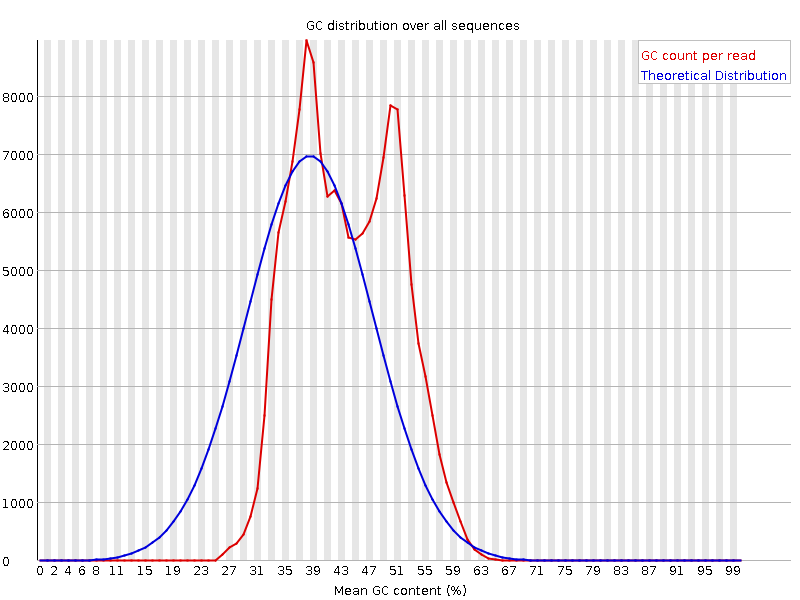 GC distribution over all sequences
GC count per read
Theoretical Distribution
8000
7000
6000
5000
4000
3000
2000
1000
0
0 2 4 6 8 11 15 19 23 27 31 35 39 43 47 51 55 59 63 67 71 75 79 83 87 91 95 99
Mean GC content (%)